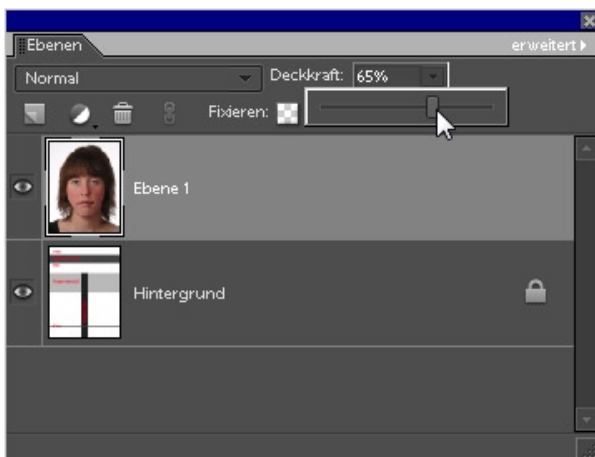 Ebenen erweitert
Normal Deckkraft: 65%
Fixieren:
Ebene 1
Hintergrund